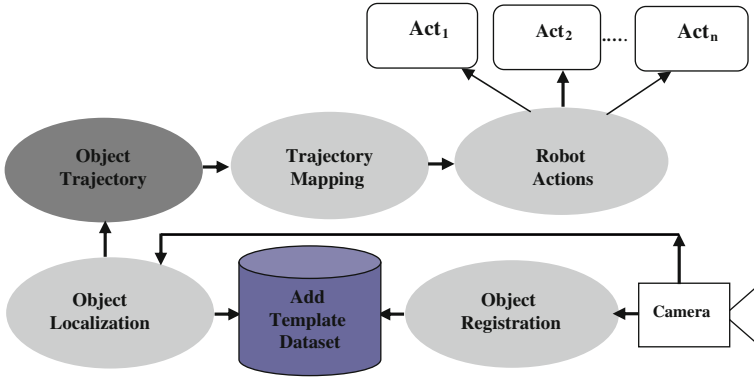 Act1 Act2 ..... Actn
Object
Trajectory
Trajectory
Mapping
Robot
Actions
Object
Localization
Add
Template
Dataset
Object
Registration
Camera